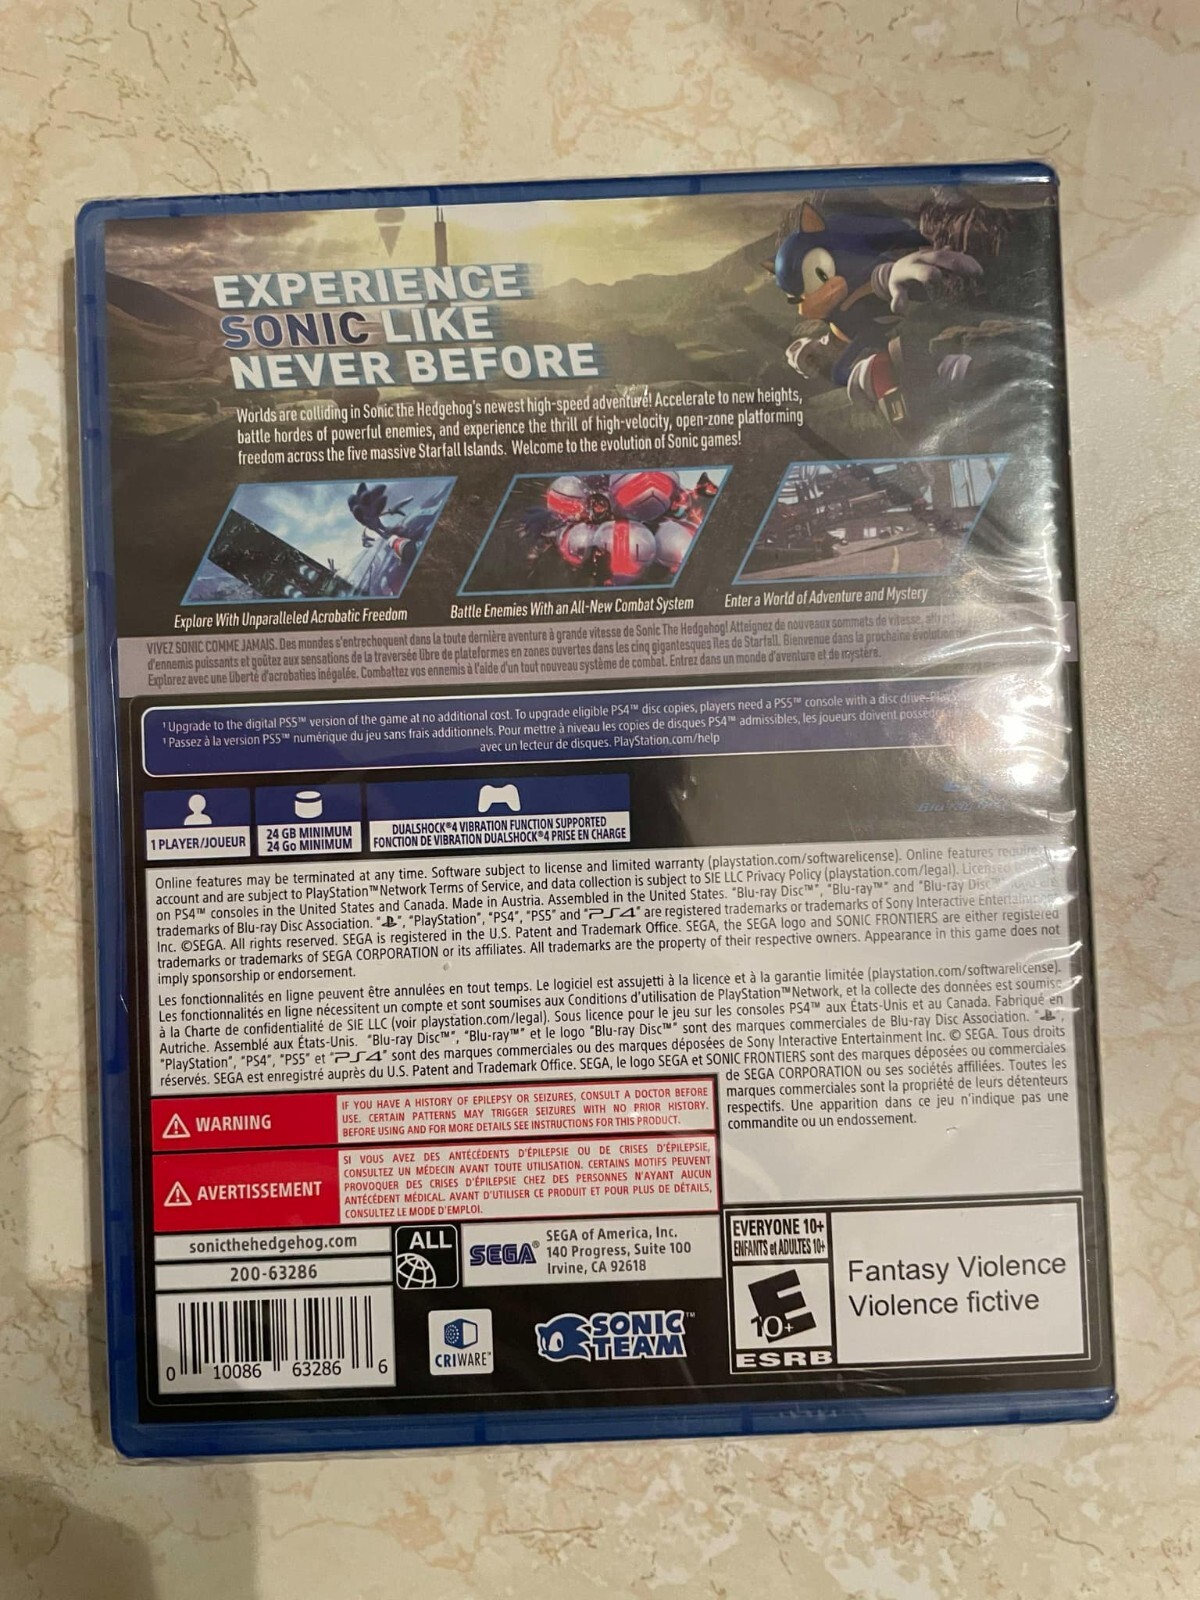 EXPERIENCE
SONIC LIKE
NEVER BEFORE
Worlds are colliding in Sonic the Hedgehog's newest high-speed adventure! Accelerate to new heights,
battle hordes of powerful enemies, and experience the thrill of high-velocity, open-zone platforming
freedom across the five massive Starfall Islands. Welcome to the evolution of Sonic games!
Explore With Unparalleled Acrobatic Freedom
Battle Enemies With an All-New Combat System
Enter a World of Adventure and Mystery
VIVEZ SONIC COMME JAMAIS. Des mondes s'entrechoquent dans la toute dernière aventure à grande vitesse de Sonic The Hedgehog! Atteignez de nouveaux sommets de vitesse,
d'ennemis puissants et goûtez aux sensations de la traversée libre de plateformes en zones ouvertes dans les cinq gigantesques îles de Starfall. Bienvenue dans la prochaine évolution
Explorez avec une liberté d'acrobaties inégalée. Combattez vos ennemis à l'aide d'un tout nouveau système de combat. Entrez dans un monde d'aventure et de mystère.
¹ Upgrade to the digital PS5™ version of the game at no additional cost. To upgrade eligible PS4™ disc copies, players need a PS5™ console with a disc drive.
¹ Passez à la version PS5™ numérique du jeu sans frais additionnels. Pour mettre à niveau les copies de disques PS4™ admissibles, les joueurs doivent
avec un lecteur de disques. PlayStation.com/help
1 PLAYER/JOUEUR
24 GB MINIMUM
24 Go MINIMUM
DUALSHOCK®4 VIBRATION FUNCTION SUPPORTED
FONCTION DE VIBRATION DUALSHOCK®4 PRISE EN CHARGE
Online features may be terminated at any time. Software subject to license and limited warranty (playstation.com/softwarelicense). Online features require
account and are subject to PlayStation™Network Terms of Service, and data collection is subject to SIE LLC Privacy Policy (playstation.com/legal). Licensed
on PS4™ consoles in the United States and Canada. Made in Austria. Assembled in the United States. "Blu-ray Disc™", "Blu-ray™" and "Blu-ray Disc™" logo are
trademarks of Blu-ray Disc Association. "", "PlayStation", "PS4", "PS5" and "PS4" are registered trademarks or trademarks of Sony Interactive Entertainment
Inc. ©SEGA. All rights reserved. SEGA is registered in the U.S. Patent and Trademark Office. SEGA, the SEGA logo and SONIC FRONTIERS are either registered
trademarks or trademarks of SEGA CORPORATION or its affiliates. All trademarks are the property of their respective owners. Appearance in this game does not
imply sponsorship or endorsement.
Les fonctionnalités en ligne peuvent être annulées en tout temps. Le logiciel est assujetti à la licence et à la garantie limitée (playstation.com/softwarelicense).
Les fonctionnalités en ligne nécessitent un compte et sont soumises aux Conditions d'utilisation de PlayStation™Network, et la collecte des données est soumise
à la Charte de confidentialité de SIE LLC (voir playstation.com/legal). Sous licence pour le jeu sur les consoles PS4™ aux États-Unis et au Canada. Fabriqué en
Autriche. Assemblé aux États-Unis. "Blu-ray Disc™", "Blu-ray™" et le logo "Blu-ray Disc™" sont des marques commerciales de Blu-ray Disc Association. "",
"PlayStation", "PS4", "PS5" et "PS4" sont des marques commerciales ou des marques déposées de Sony Interactive Entertainment Inc. © SEGA. Tous droits
réservés. SEGA est enregistré auprès du U.S. Patent and Trademark Office. SEGA, le logo SEGA et SONIC FRONTIERS sont des marques déposées ou commerciales
de SEGA CORPORATION ou ses sociétés affiliées. Toutes les
marques commerciales sont la propriété de leurs détenteurs
respectifs. Une apparition dans ce jeu n'indique pas une
commandite ou un endossement.
WARNING
IF YOU HAVE A HISTORY OF EPILEPSY OR SEIZURES, CONSULT A DOCTOR BEFORE
USE. CERTAIN PATTERNS MAY TRIGGER SEIZURES WITH NO PRIOR HISTORY.
BEFORE USING AND FOR MORE DETAILS SEE INSTRUCTIONS FOR THIS PRODUCT.
AVERTISSEMENT
SI VOUS AVEZ DES ANTÉCÉDENTS D'ÉPILEPSIE OU DE CRISES D'ÉPILEPSIE,
CONSULTEZ UN MÉDECIN AVANT TOUTE UTILISATION. CERTAINS MOTIFS PEUVENT
PROVOQUER DES CRISES D'ÉPILEPSIE CHEZ DES PERSONNES N'AYANT AUCUN
ANTÉCÉDENT MÉDICAL. AVANT D'UTILISER CE PRODUIT ET POUR PLUS DE DÉTAILS,
CONSULTEZ LE MODE D'EMPLOI.
sonicthehedgehog.com
200-63286
ALL
SEGA®
SEGA of America, Inc.
140 Progress, Suite 100
Irvine, CA 92618
0 10086 63286 6
CRIWARE™
SONIC
TEAM™
EVERYONE 10+
ENFANTS et ADULTES 10+
E
10+
ESRB
Fantasy Violence
Violence fictive